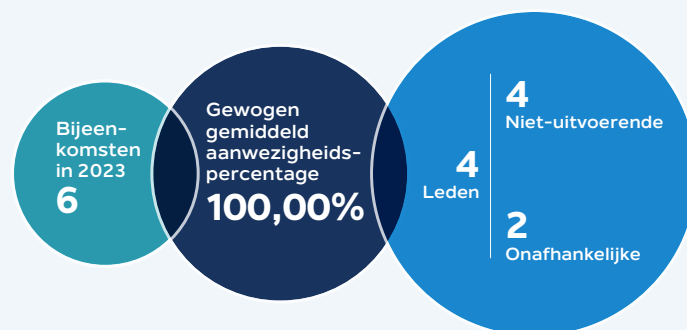 Bijeen-
komsten
in 2023
6
Gewogen
gemiddeld
aanwezigheids-
percentage
100,00%
4
Leden
4
Niet-uitvoerende
2
Onafhankelijke